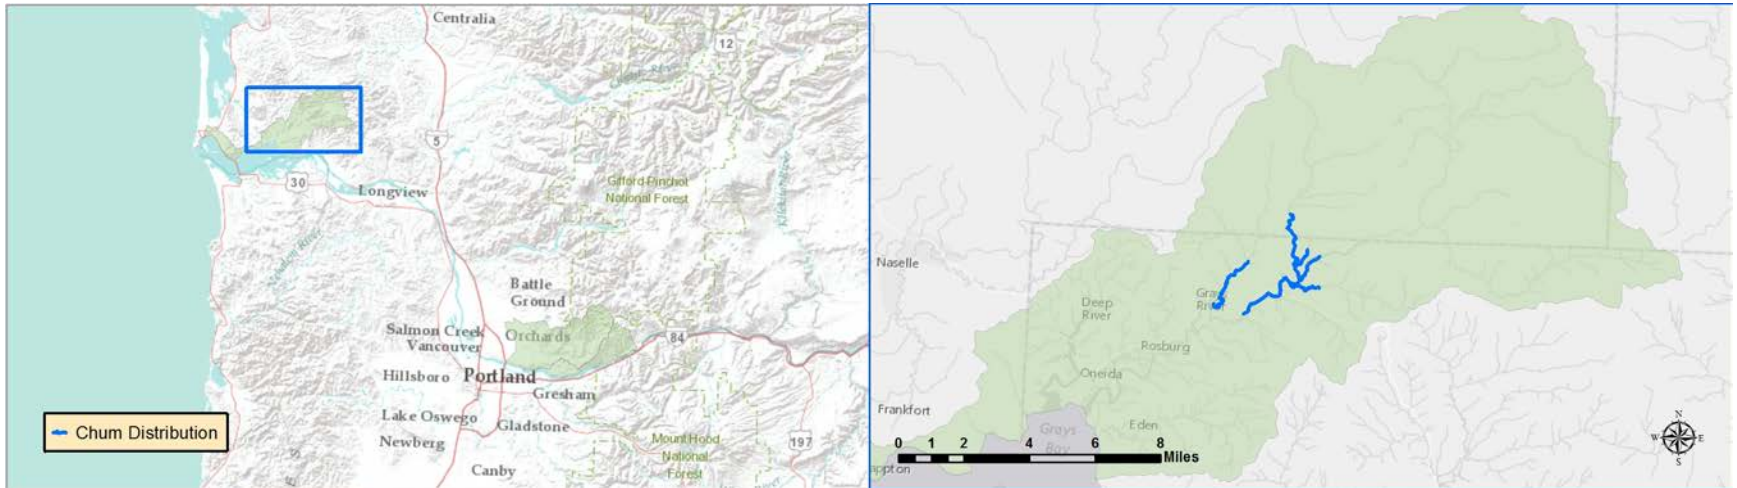 Centralia
12
5
30
Longview
Gifford Pinchot
National Forest
Battle
Ground
Salmon Creek
Orchards
Vancouver
84
Hillsboro
Portland
Gresham
Lake Oswego
Gladstone
Newberg
Mount Hood
National
Forest
197
Canby
Chum Distribution
Naselle
Deep
River
Grays
River
Rosburg
Oneida
Frankfort
Eden
Grays
Bay
0 1 2 4 6 8
Miles
N
W E
S